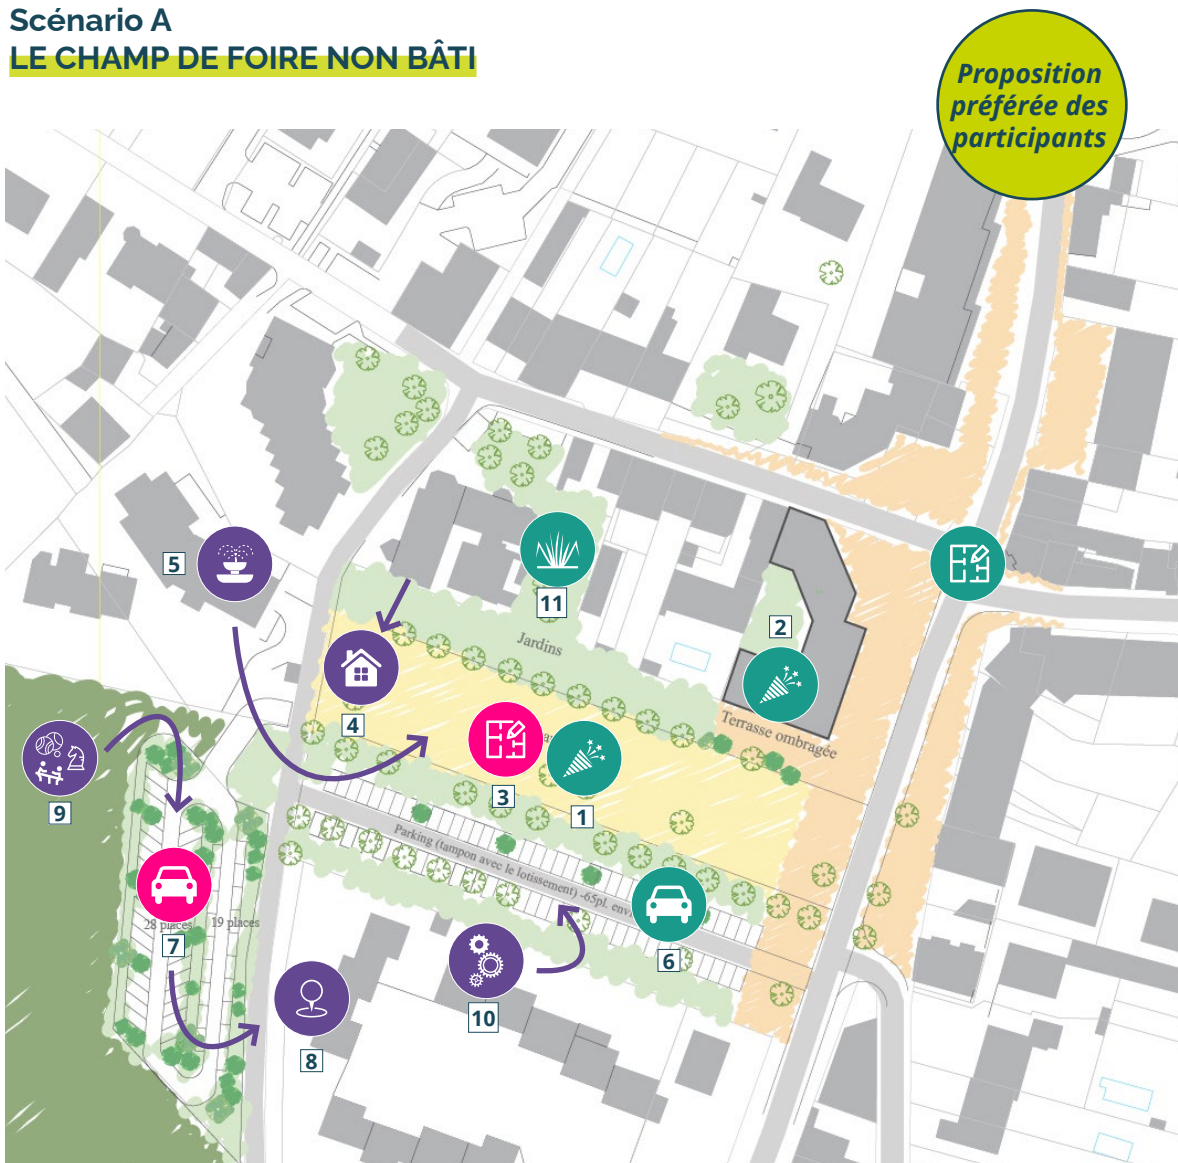 Scénario A
LE CHAMP DE FOIRE NON BÂTI
Proposition
préférée des
participants
5
11
2
Jardins
4
Terrasse ombragée
3
1
9
Parking (tampon avec le lotissement) -65pl. env
28 places
19 places
7
6
10
8